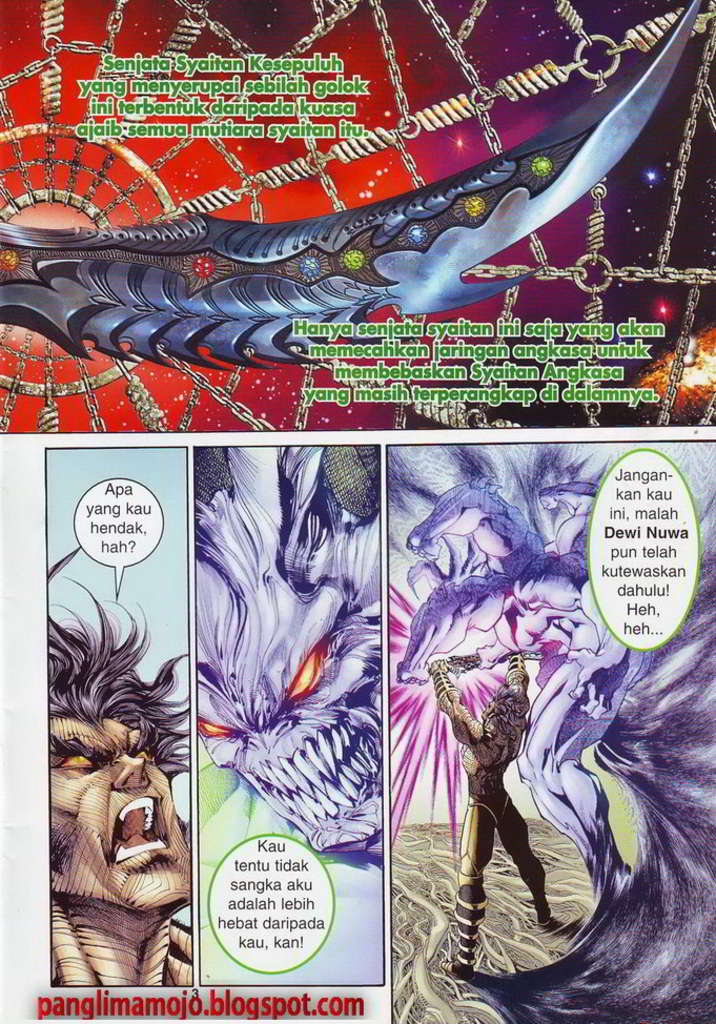 Senjata Syaitan Kesepuluh
yang menyerupai sebilah golok
ini terbentuk daripada kuasa
ajaib semua mutiara syaitan itu.
Hanya senjata syaitan ini saja yang akan
memecahkan jaringan angkasa untuk
membebaskan Syaitan Angkasa
yang masih terperangkap di dalamnya.
Apa
yang kau
hendak,
hah?
Kau
tentu tidak
sangka aku
adalah lebih
hebat daripada
kau, kan!
Jangan-
kan kau
ini, malah
Dewi Nuwa
pun telah
kutewaskan
dahulu!
Heh,
heh...
3
panglimamojo.blogspot.com